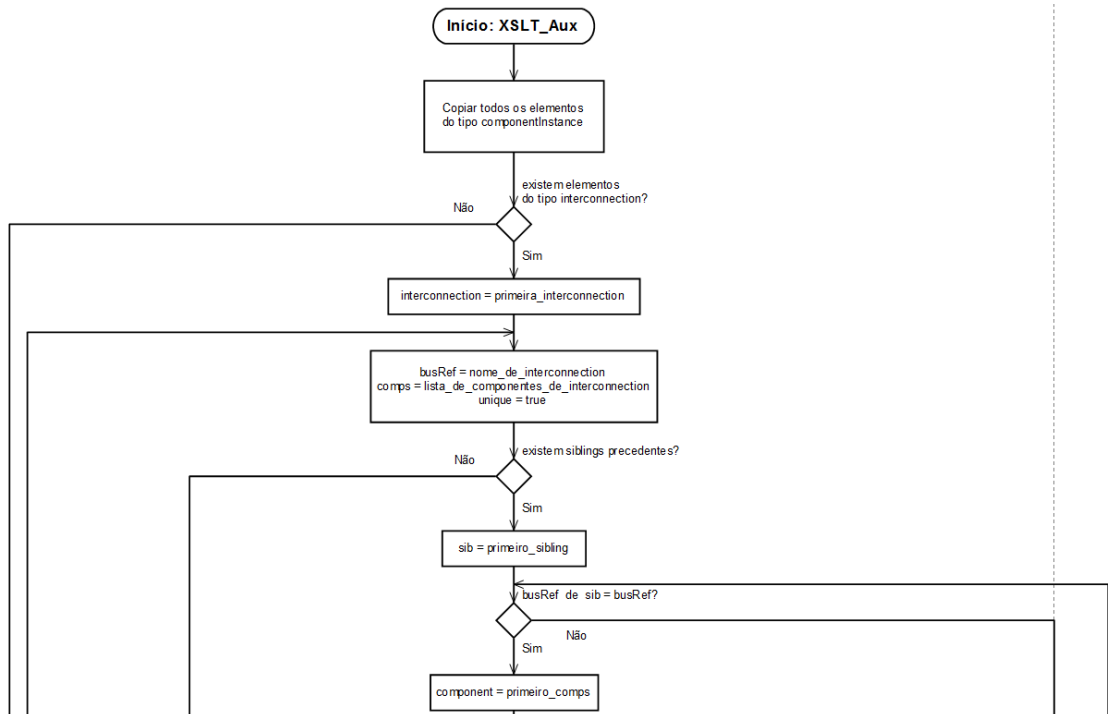 Início: XSLT_Aux
Copiar todos os elementos
do tipo componentInstance
existem elementos
do tipo interconnection?
Não
Sim
interconnection = primeira_interconnection
busRef = nome_de_interconnection
comps = lista_de_componentes_de_interconnection
unique = true
existem siblings precedentes?
Não
Sim
sib = primeiro_sibling
busRef de sib = busRef?
Não
Sim
component = primeiro_comps